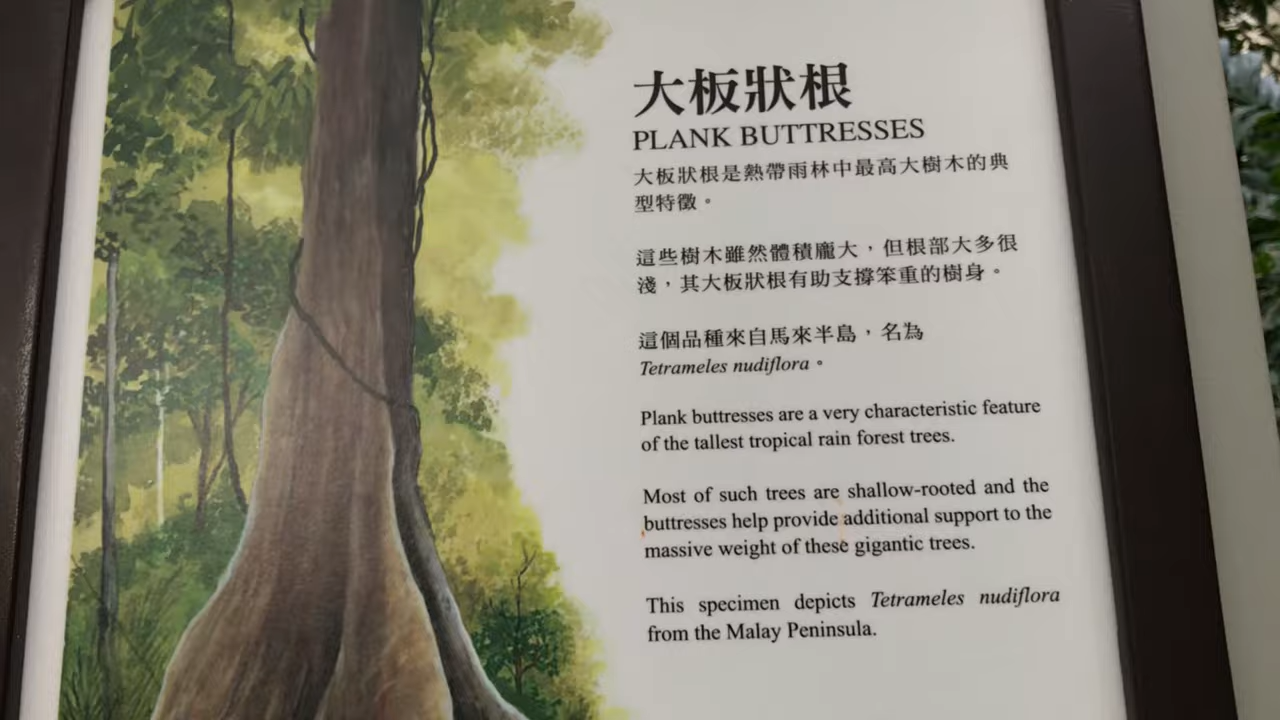 大板狀根
PLANK BUTTRESSES
大板狀根是熱帶雨林中最高大樹木的典
型特徵。
這些樹木雖然體積龐大，但根部大多很
淺，其大板狀根有助支撐笨重的樹身。
這個品種來自馬來半島，名為
Tetrameles nudiflora。
Plank buttresses are a very characteristic feature
of the tallest tropical rain forest trees.
Most of such trees are shallow-rooted and the
buttresses help provide additional support to the
massive weight of these gigantic trees.
This specimen depicts Tetrameles nudiflora
from the Malay Peninsula.